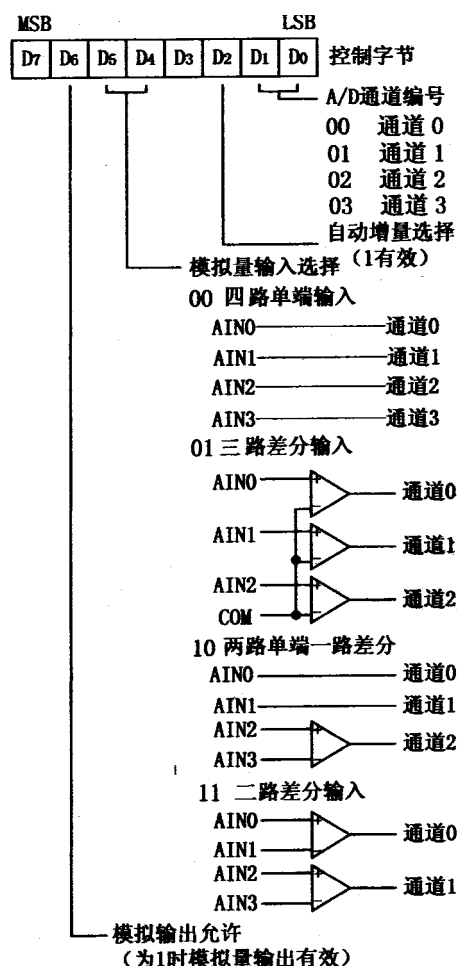 MSB LSB
D7 D6 D5 D4 D3 D2 D1 D0 控制字节
A/D通道编号
00 通道0
01 通道1
02 通道2
03 通道3
自动增量选择
(1有效)
模拟量输入选择
00 四路单端输入
AIN0 通道0
AIN1 通道1
AIN2 通道2
AIN3 通道3
01三路差分输入
AIN0 + - 通道0
AIN1 + - 通道1
AIN2 + - 通道2
COM
10 两路单端一路差分
AIN0 通道0
AIN1 通道1
AIN2 + 通道2
AIN3 -
11 二路差分输入
AIN0 + 通道0
AIN1 -
AIN2 + 通道1
AIN3 -
模拟输出允许
(为1时模拟量输出有效)